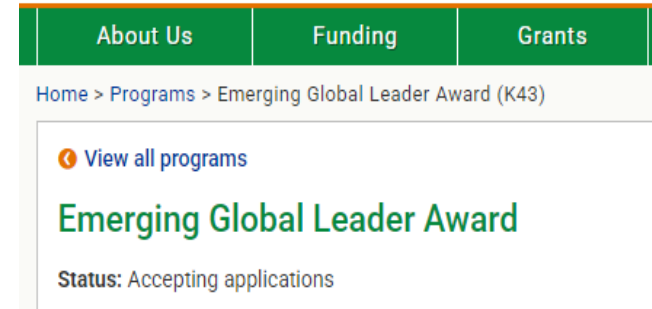 About Us Funding Grants
Home > Programs > Emerging Global Leader Award (K43)
View all programs
Emerging Global Leader Award
Status: Accepting applications